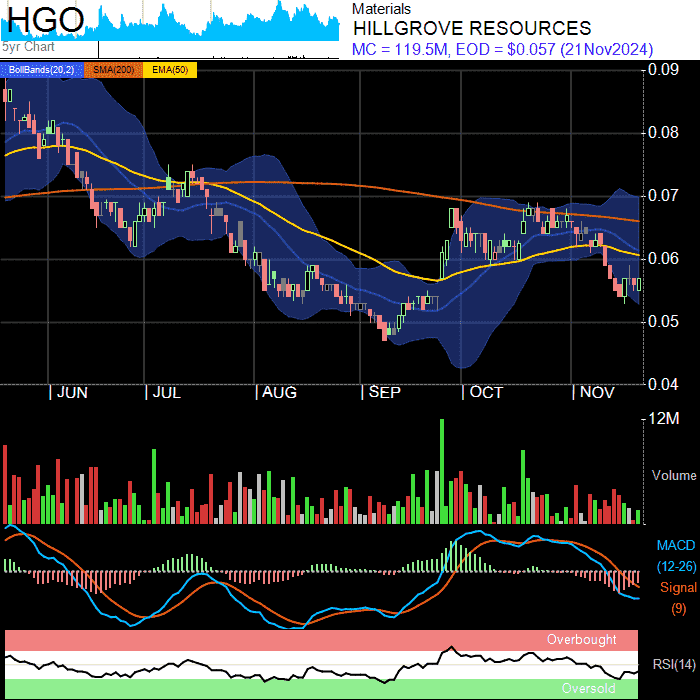 HGO
5yr Chart
Materials
HILLGROVE RESOURCES
MC = 119.5M, EOD = $0.057 (21Nov2024)
BollBands(20,2) SMA(200) EMA(50)
0.09
0.08
0.07
0.06
0.05
0.04
JUN JUL AUG SEP OCT NOV
12M
Volume
MACD
(12-26)
Signal
(9)
Overbought
RSI(14)
Oversold